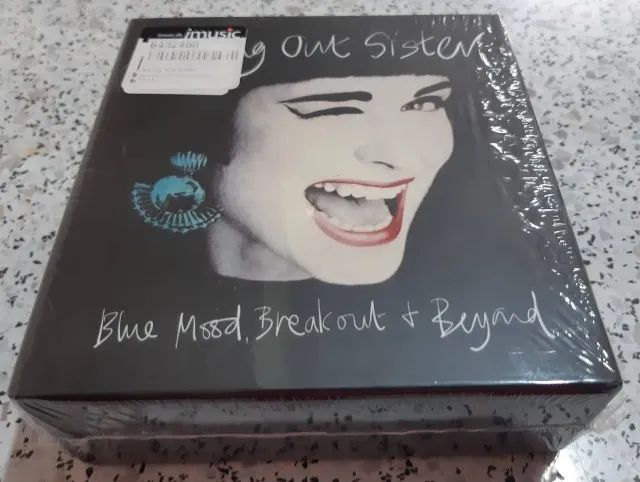 imusic
g Out Sister
Blue Mood, Breakout + Beyond